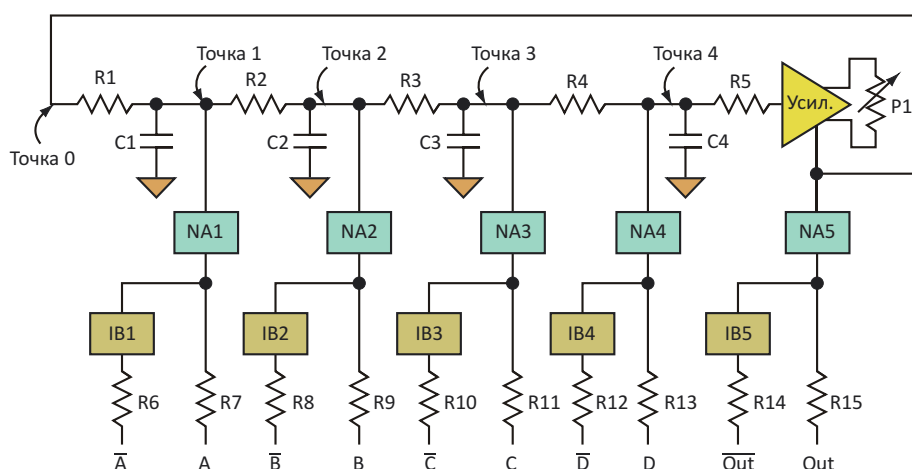 Точка 1
Точка 2
Точка 3
Точка 4
R1
R2
R3
R4
R5
Усил.
P1
Точка 0
C1
C2
C3
C4
NA1
NA2
NA3
NA4
NA5
IB1
IB2
IB3
IB4
IB5
R6
R7
R8
R9
R10
R11
R12
R13
R14
R15
A̅
A
B̅
B
C̅
C
D̅
D
O̅u̅t̅
Out